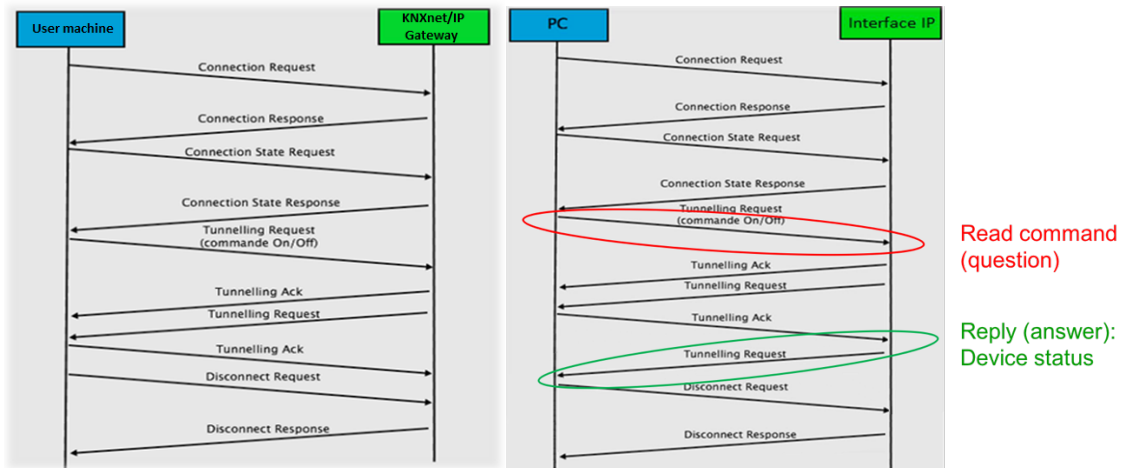 User machine
KNXnet/IP
Gateway
Connection Request
Connection Response
Connection State Request
Connection State Response
Tunnelling Request
(commande On/Off)
Tunnelling Ack
Tunnelling Request
Tunnelling Ack
Disconnect Request
Disconnect Response
PC
Interface IP
Connection Request
Connection Response
Connection State Request
Connection State Response
Tunnelling Request
(commande On/Off)
Tunnelling Ack
Tunnelling Request
Tunnelling Ack
Tunnelling Request
Disconnect Request
Disconnect Response
Read command
(question)
Reply (answer):
Device status